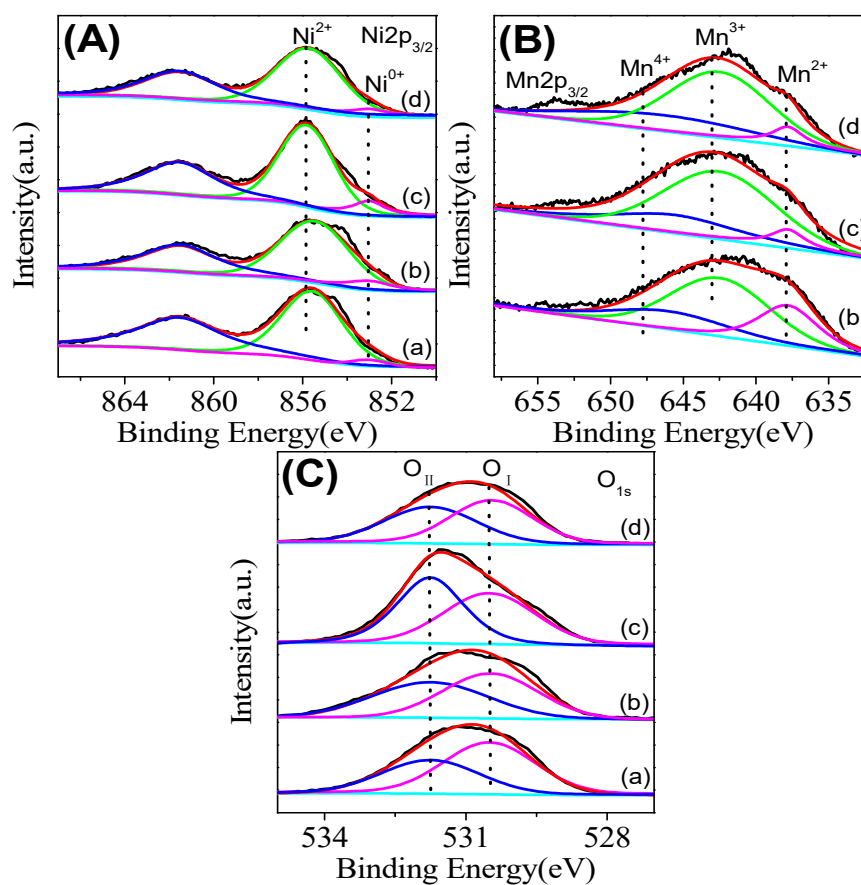 (A)
Ni2+
Ni2p3/2
Ni0+
(d)
(c)
(b)
(a)
Intensity(a.u.)
864 860 856 852
Binding Energy(eV)
(B)
Mn3+
Mn4+
Mn2+
Mn2p3/2
(d
(c)
(b
Intensity(a.u.)
655 650 645 640 635
Binding Energy(eV)
(C)
OII
OI
O1s
(d)
(c)
(b)
(a)
Intensity(a.u.)
534 531 528
Binding Energy(eV)